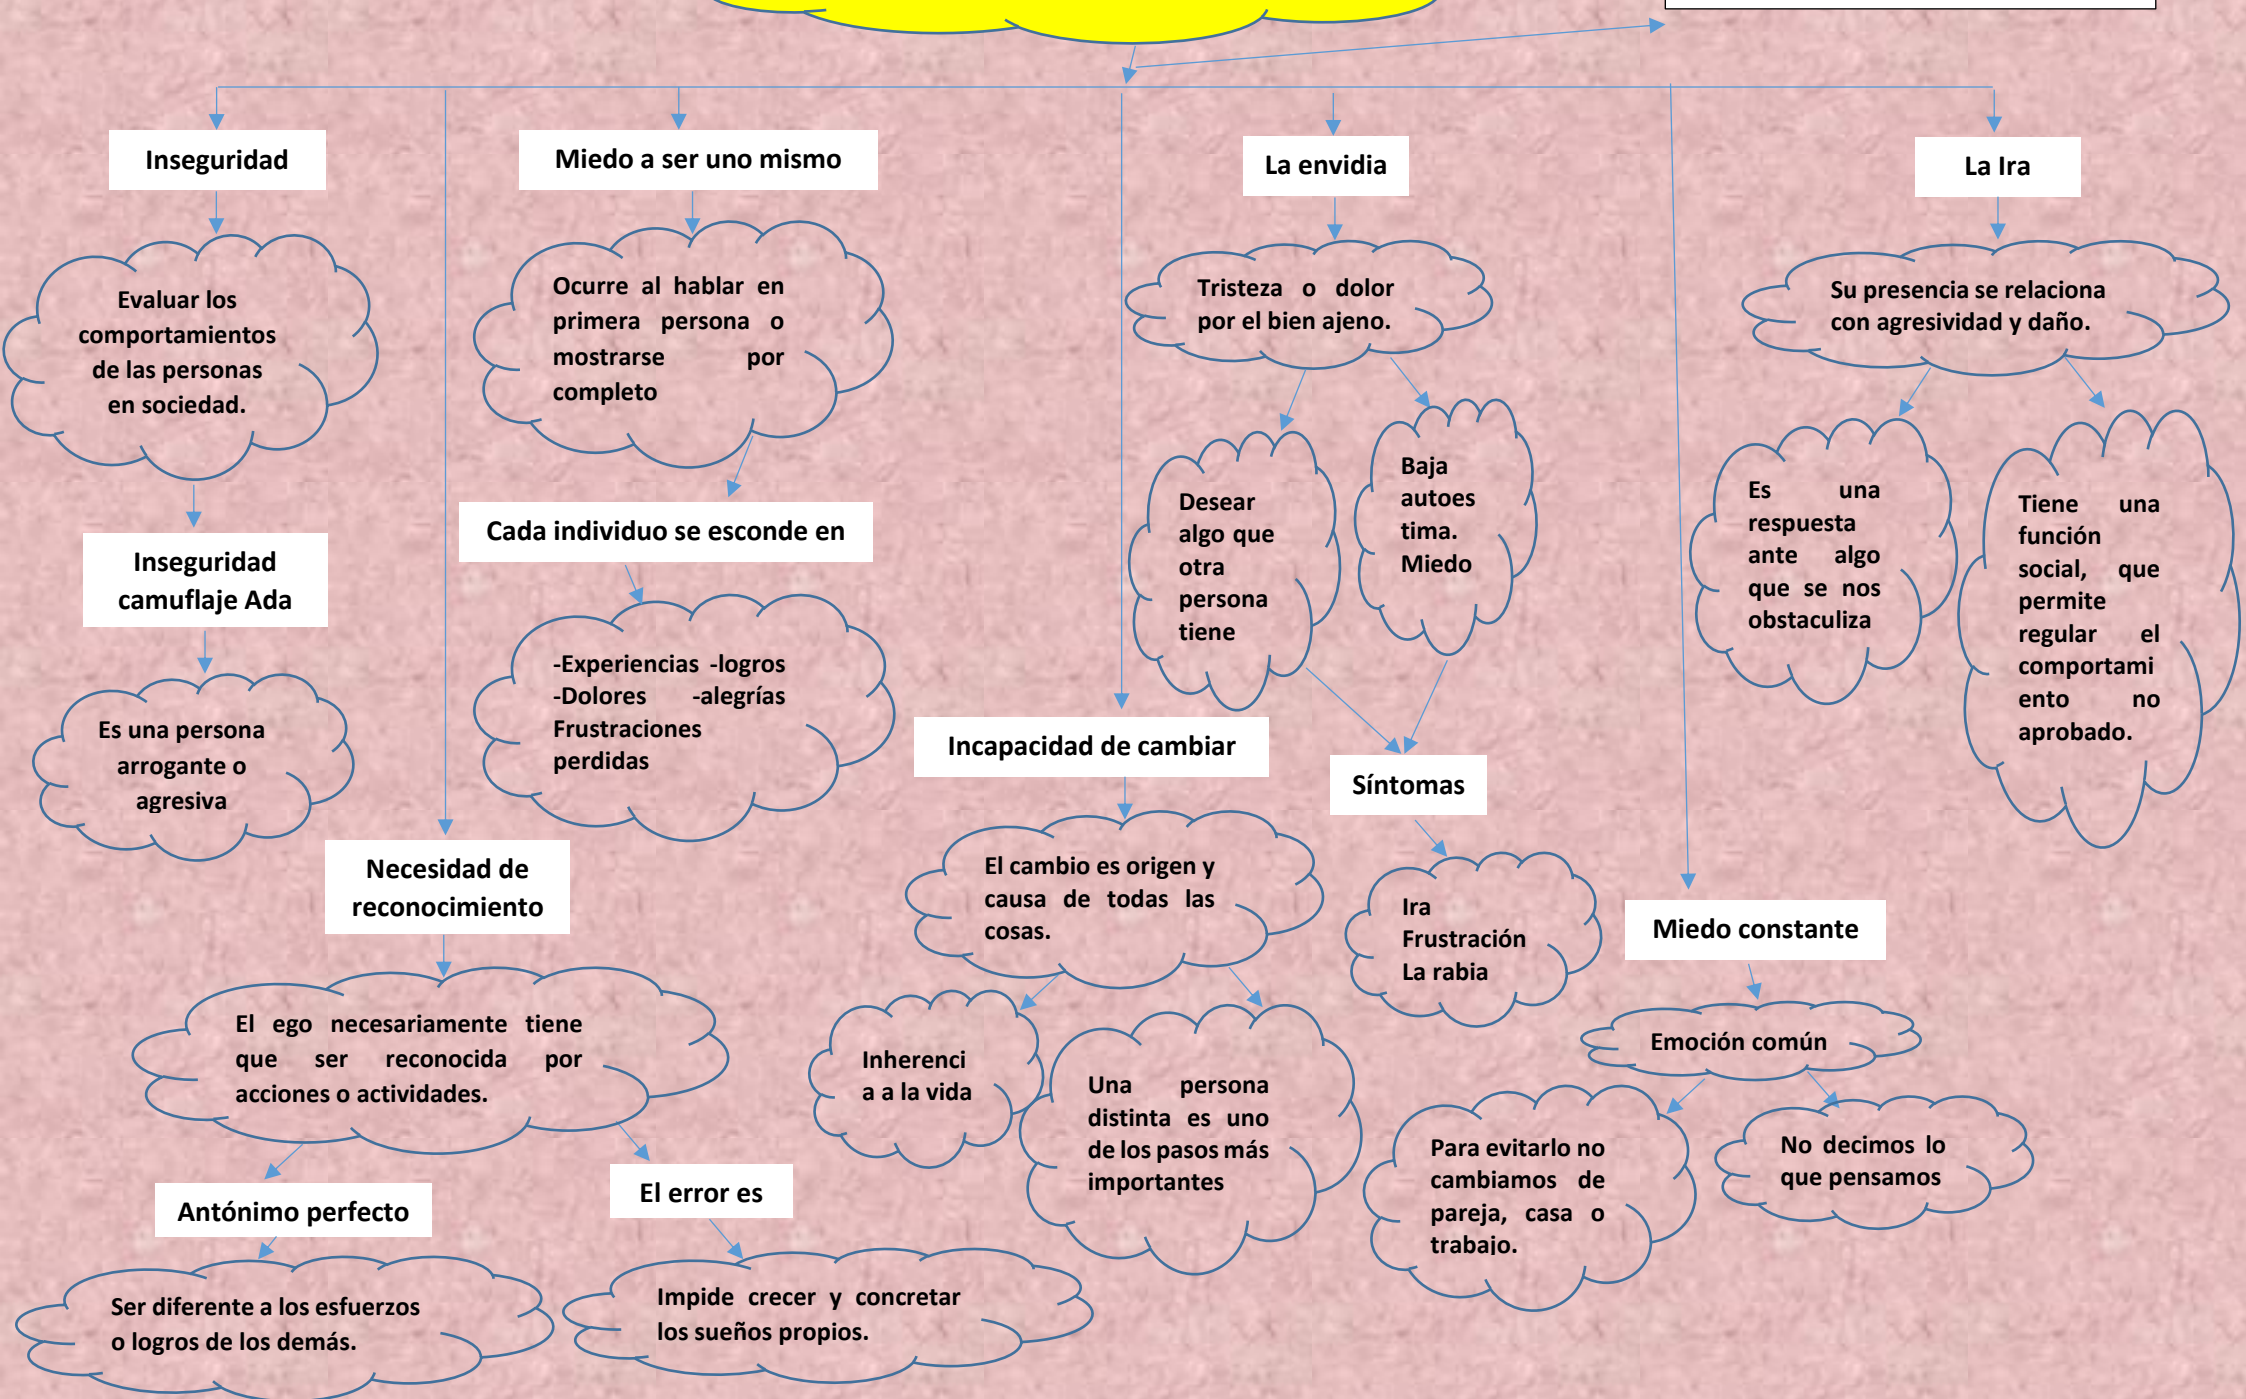 Inseguridad
Evaluar los
comportamientos
de las personas
en sociedad.
Inseguridad
camuflaje Ada
Es una persona
arrogante o
agresiva
Necesidad de
reconocimiento
El ego necesariamente tiene
que ser reconocida por
acciones o actividades.
Antónimo perfecto
Ser diferente a los esfuerzos
o logros de los demás.
El error es
Impide crecer y concretar
los sueños propios.
Miedo a ser uno mismo
Ocurre al hablar en
primera persona o
mostrarse por
completo
Cada individuo se esconde en
-Experiencias -logros
-Dolores -alegrías
Frustraciones
perdidas
Incapacidad de cambiar
El cambio es origen y
causa de todas las
cosas.
Inherenci
a a la vida
Una persona
distinta es uno
de los pasos más
importantes
La envidia
Tristeza o dolor
por el bien ajeno.
Desear
algo que
otra
persona
tiene
Baja
autoes
tima.
Miedo
Síntomas
Ira
Frustración
La rabia
Miedo constante
Emoción común
Para evitarlo no
cambiamos de
pareja, casa o
trabajo.
No decimos lo
que pensamos
La Ira
Su presencia se relaciona
con agresividad y daño.
Es una
respuesta
ante algo
que se nos
obstaculiza
Tiene una
función
social, que
permite
regular el
comportami
ento no
aprobado.